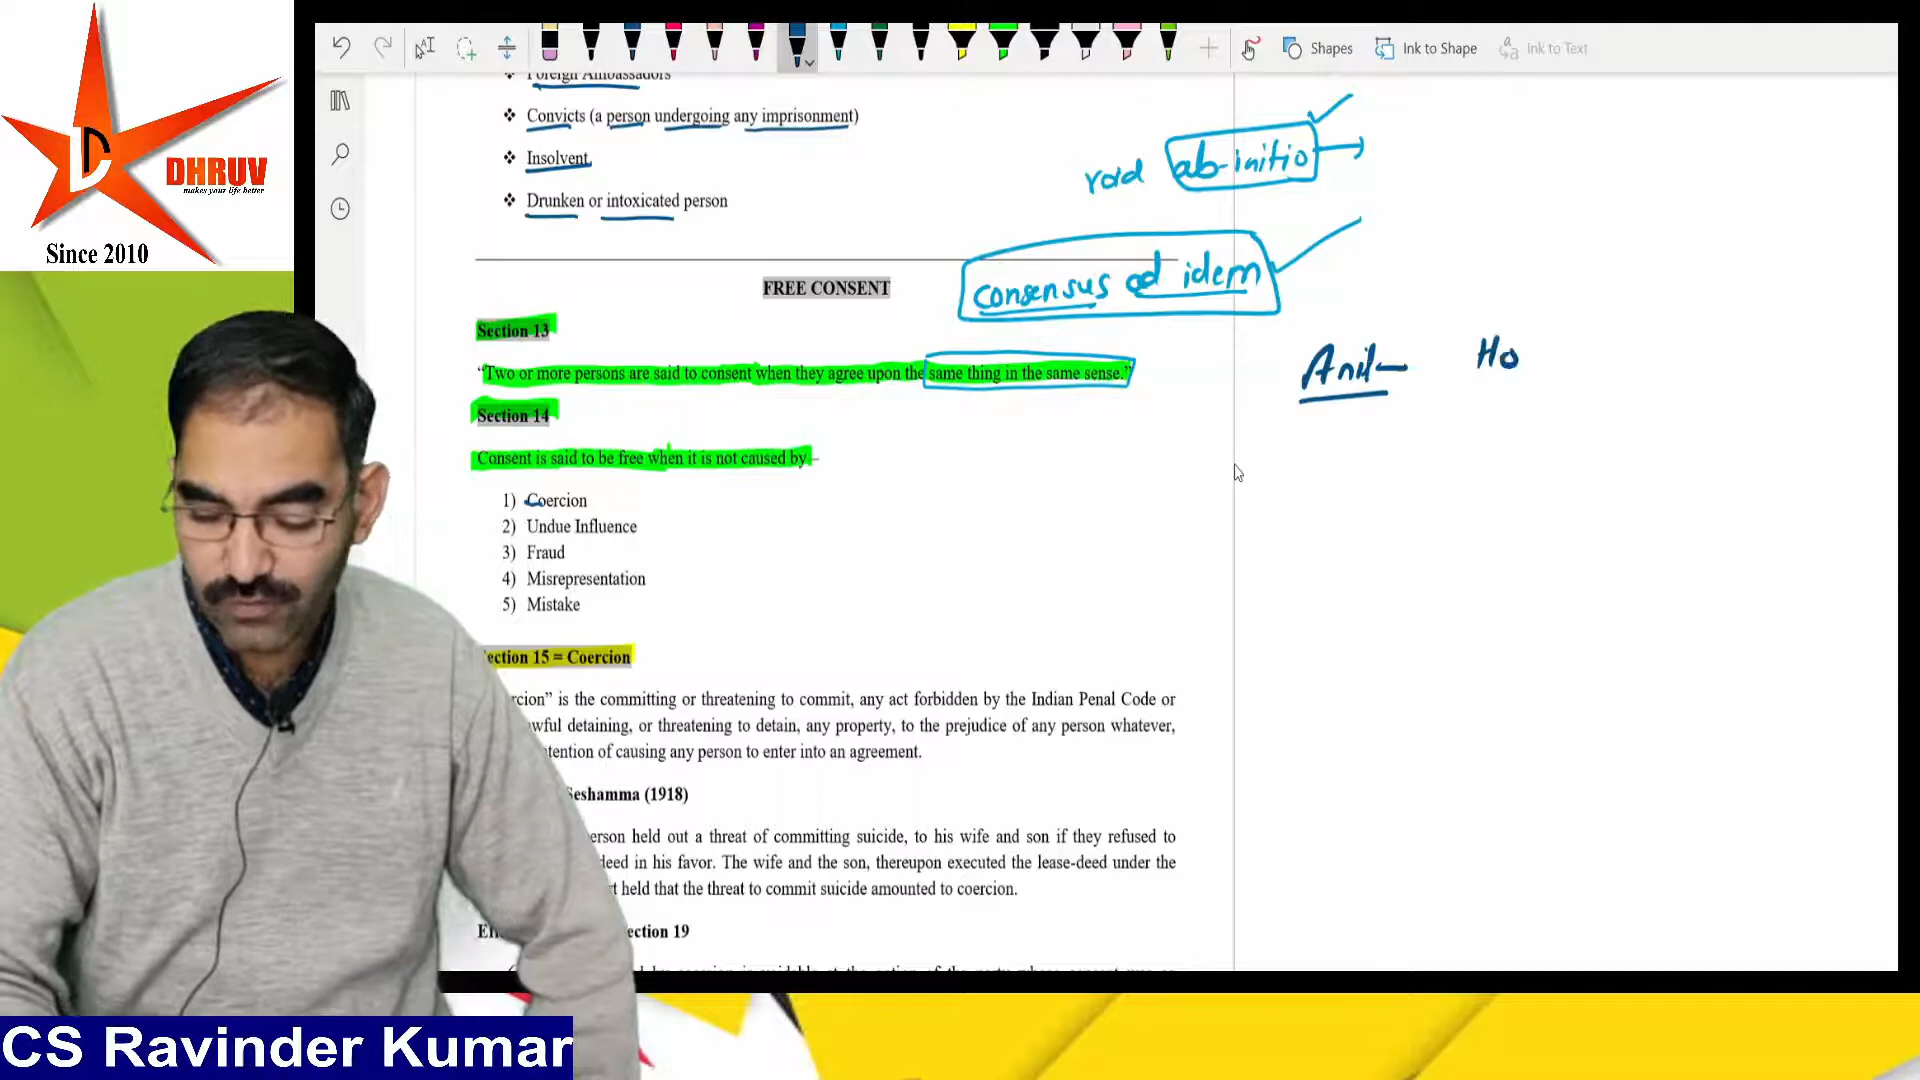 DHRUV
makes your life better
Since 2010
Shapes
Ink to Shape
Ink to Text
Foreign Ambassadors
❖ Convicts (a person undergoing any imprisonment)
❖ Insolvent
❖ Drunken or intoxicated person
void ab-initio
consensus ad idem
FREE CONSENT
Section 13
“Two or more persons are said to consent when they agree upon the same thing in the same sense.”
Anil- Ho
Section 14
Consent is said to be free when it is not caused by –
1) Coercion
2) Undue Influence
3) Fraud
4) Misrepresentation
5) Mistake
ection 15 = Coercion
rcion” is the committing or threatening to commit, any act forbidden by the Indian Penal Code or
wful detaining, or threatening to detain, any property, to the prejudice of any person whatever,
tention of causing any person to enter into an agreement.
Seshamma (1918)
erson held out a threat of committing suicide, to his wife and son if they refused to
deed in his favor. The wife and the son, thereupon executed the lease-deed under the
t held that the threat to commit suicide amounted to coercion.
ection 19
CS Ravinder Kumar